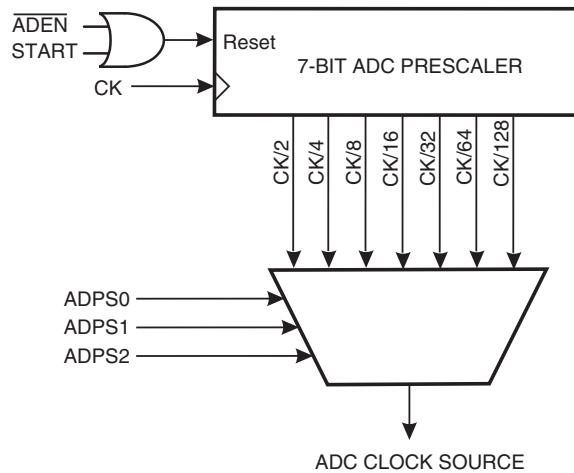 ADEN
START
Reset
7-BIT ADC PRESCALER
CK
CK/2
CK/4
CK/8
CK/16
CK/32
CK/64
CK/128
ADPS0
ADPS1
ADPS2
ADC CLOCK SOURCE